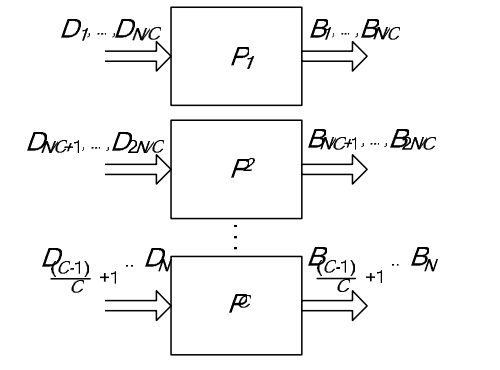 D1, ... ,DN/C P1 B1, ... ,BN/C
DN/C+1, ... ,D2N/C P2 BN/C+1, ... ,B2N/C
D(C-1)/C +1 .. DN PC B(C-1)/C +1 .. BN